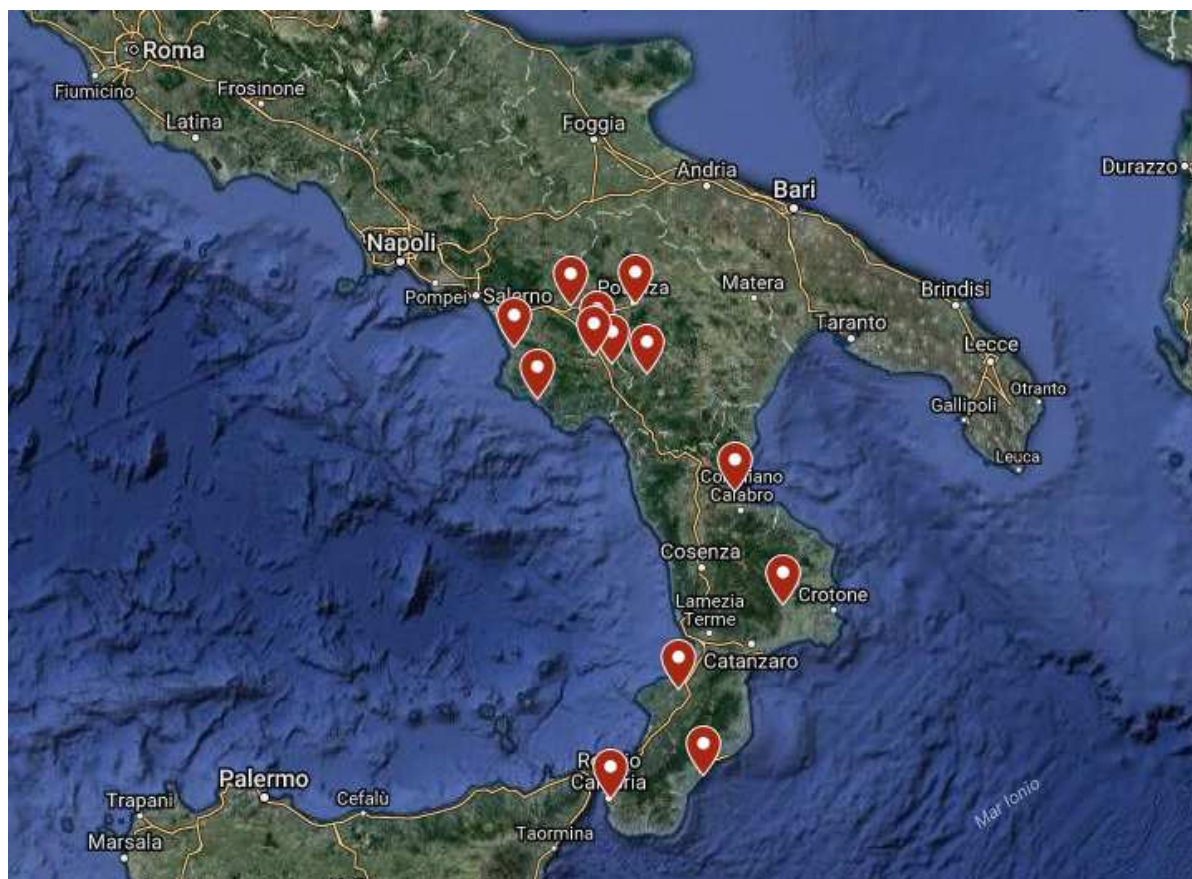 Roma
Fiumicino
Frosinone
Latina
Foggia
Andria
Bari
Durazzo
Napoli
Pompei
Salerno
Matera
Brindisi
Taranto
Lecce
Otranto
Gallipoli
Leuca
Calabro
Cosenza
Crotone
Lamezia
Terme
Catanzaro
Palermo
Trapani
Cefalù
Marsala
Taormina
Mar Ionio